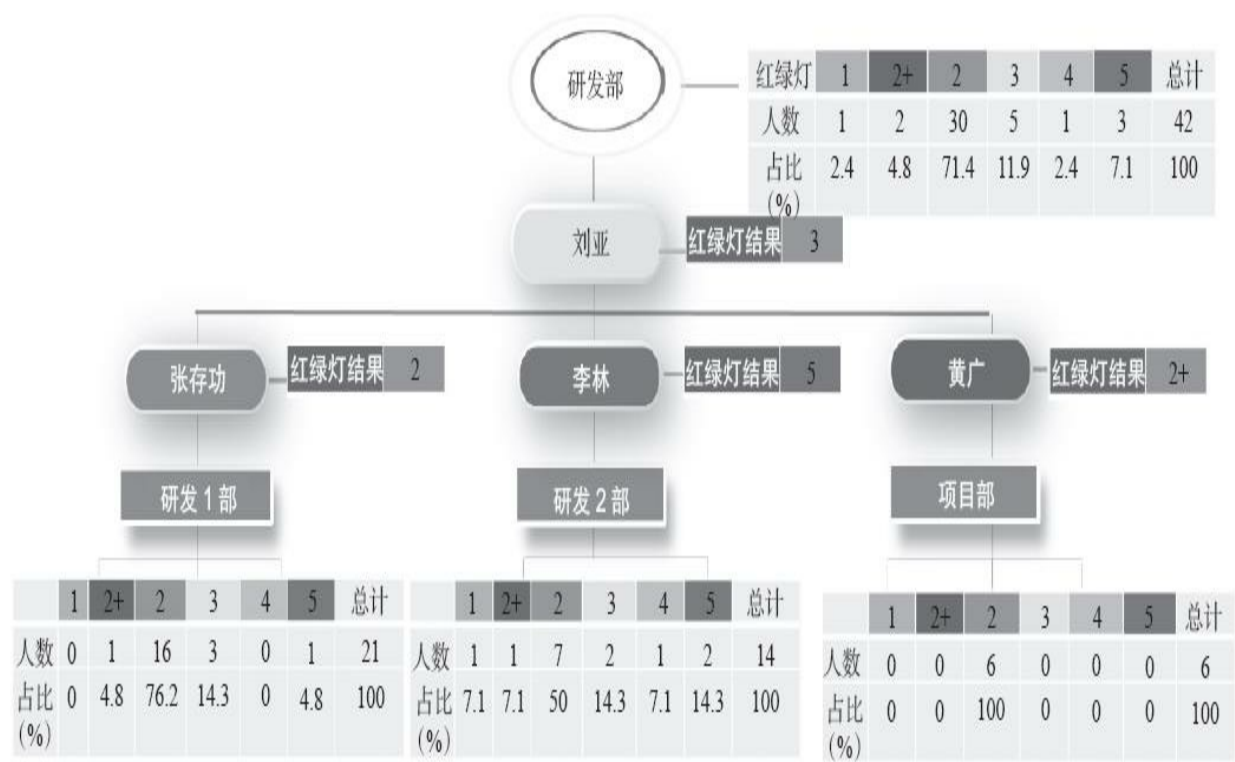 研发部
红绿灯 1 2+ 2 3 4 5 总计
人数 1 2 30 5 1 3 42
占比 2.4 4.8 71.4 11.9 2.4 7.1 100
(%)
刘亚 红绿灯结果 3
张存功 红绿灯结果 2
李林 红绿灯结果 5
黄广 红绿灯结果 2+
研发1部
研发2部
项目部
1 2+ 2 3 4 5 总计
人数 0 1 16 3 0 1 21
占比 0 4.8 76.2 14.3 0 4.8 100
(%)
1 2+ 2 3 4 5 总计
人数 1 1 7 2 1 2 14
占比 7.1 7.1 50 14.3 7.1 14.3 100
(%)
1 2+ 2 3 4 5 总计
人数 0 0 6 0 0 0 6
占比 0 0 100 0 0 0 100
(%)